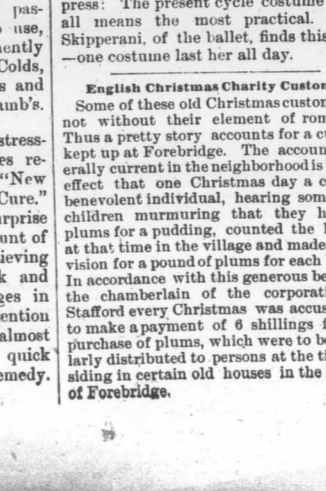 pas-
use,
ently
Colds,
s and
mb's.
stress-
es re-
"New
Cure."
rprise
unt of
ieving
k and
ges in
ention
almost
quick
emedy.
press: The present cycle costume
all means the most practical.
Skipperani, of the ballet, finds this
—one costume last her all day.
English Christmas Charity Custom
Some of these old Christmas custom
not without their element of rom
Thus a pretty story accounts for a cu
kept up at Forebridge. The accoun
erally current in the neighborhood is
effect that one Christmas day a c
benevolent individual, hearing som
children murmuring that they h
plums for a pudding, counted the h
at that time in the village and made
vision for a pound of plums for each
In accordance with this generous be
the chamberlain of the corporati
Stafford every Christmas was accus
to make a payment of 6 shillings f
purchase of plums, which were to be
larly distributed to persons at the ti
siding in certain old houses in the
of Forebridge.